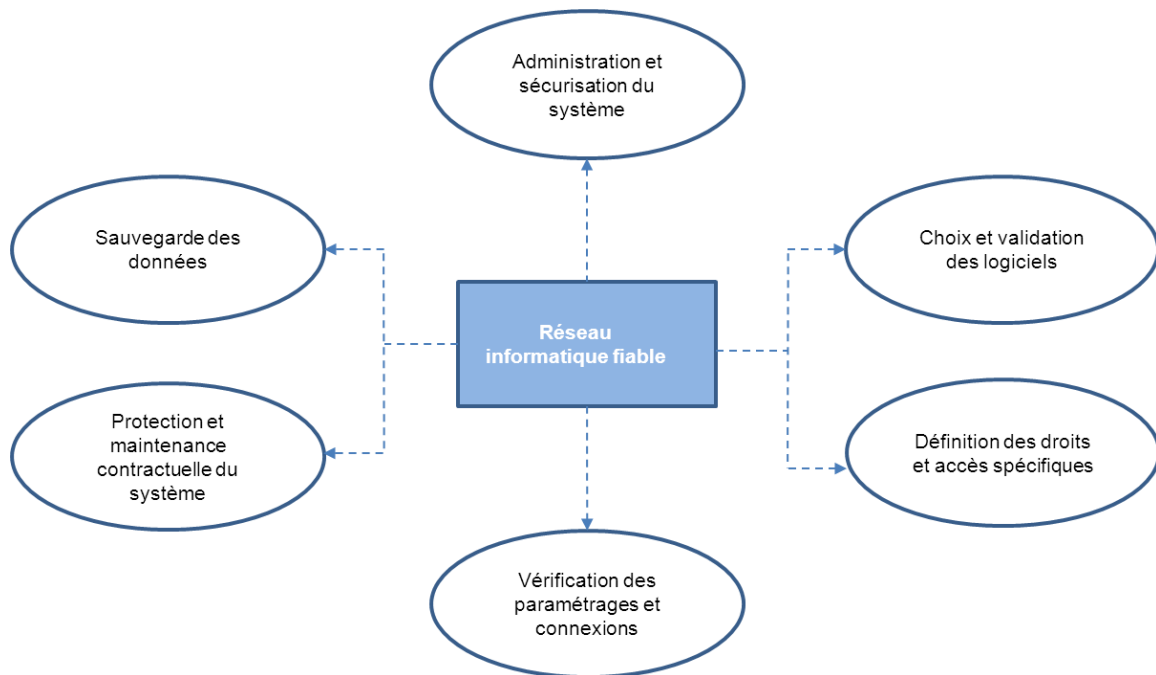 Administration et
sécurisation du
système
Sauvegarde des
données
Choix et validation
des logiciels
Réseau
informatique fiable
Protection et
maintenance
contractuelle du
système
Définition des droits
et accès spécifiques
Vérification des
paramétrages et
connexions